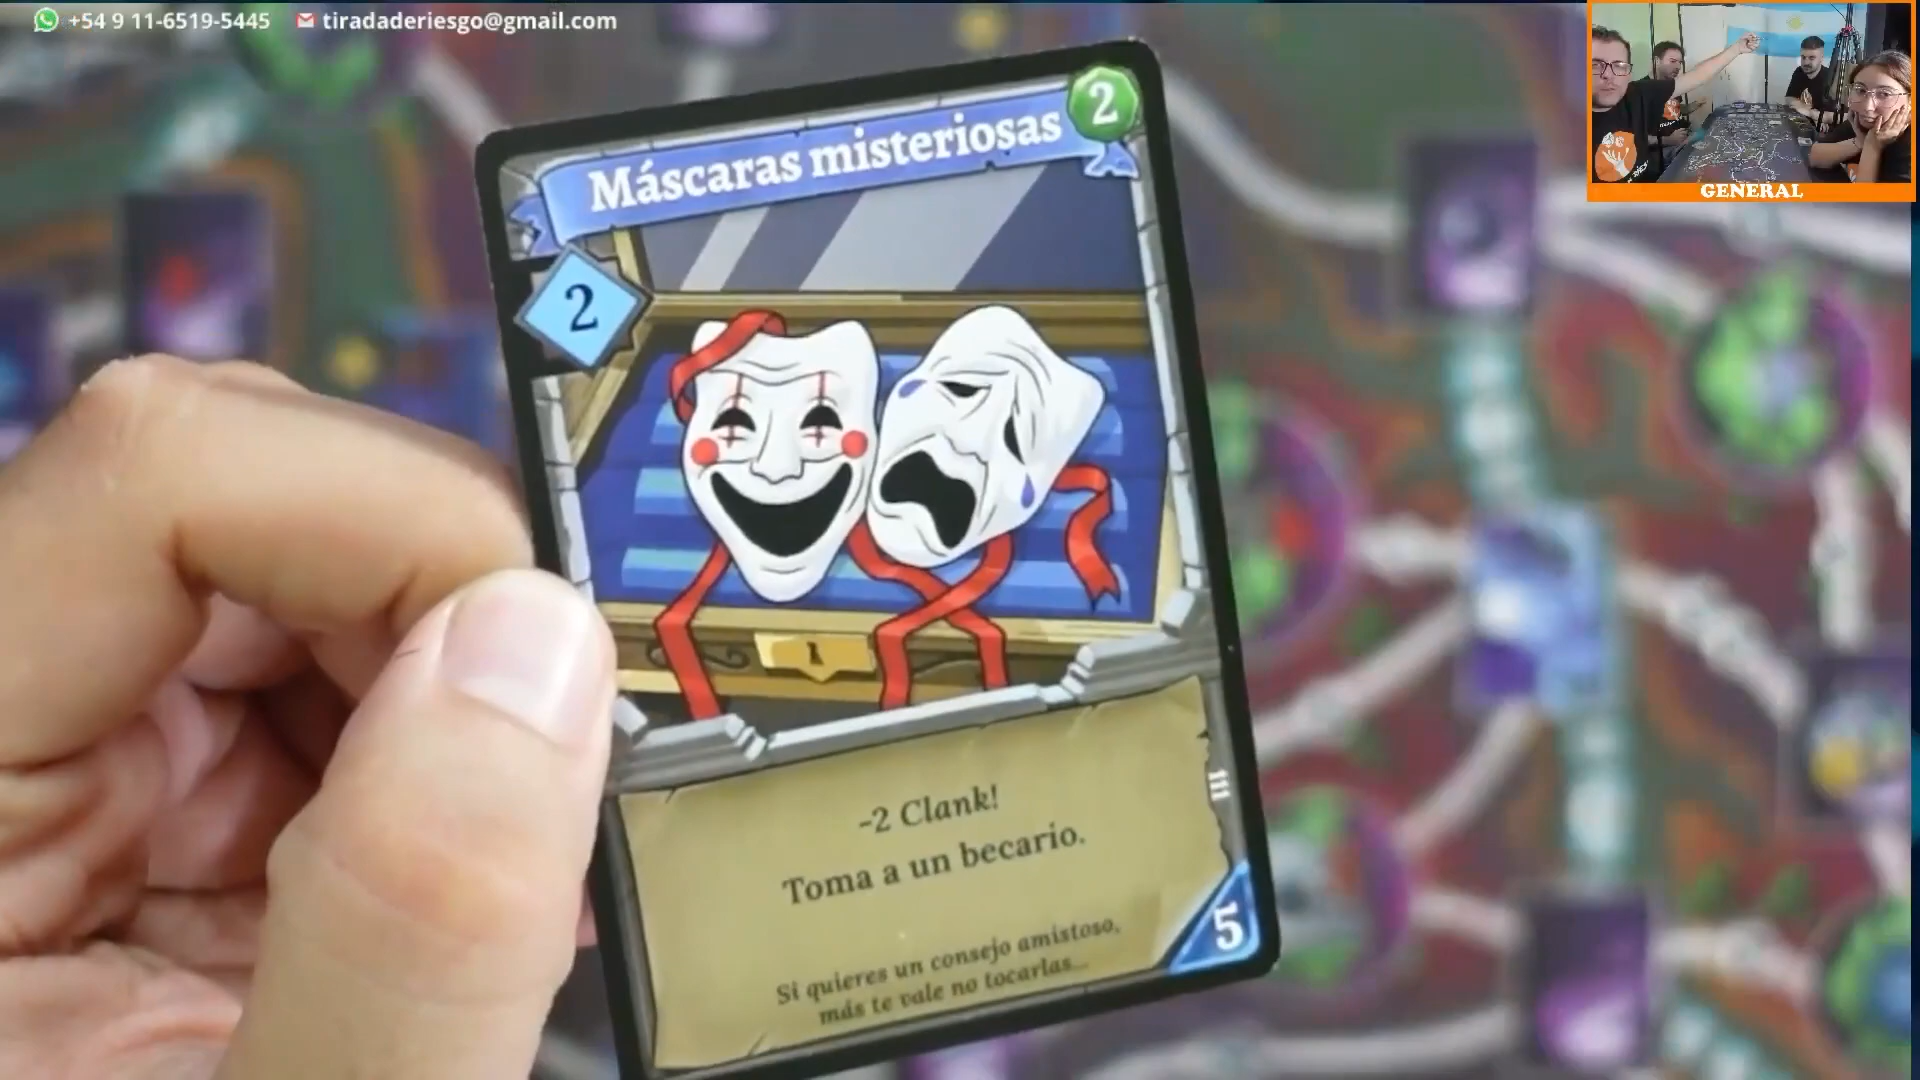 +54 9 11-6519-5445
tiradaderiesgo@gmail.com
GENERAL
Máscaras misteriosas
2
2
-2 Clank!
Toma a un becario.
Si quieres un consejo amistoso,
más te vale no tocarlas...
111
5